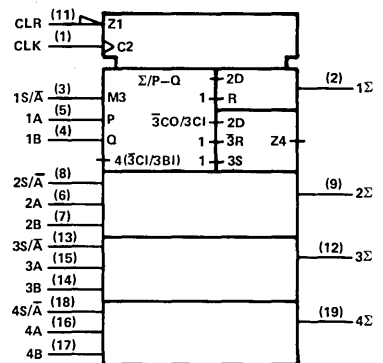 CLR (11) Z1
CLK (1) C2
Σ/P–Q 2D (2) 1Σ
1S/A̅ (3) M3 1 R
1A (5) P 3̅CO/3CI 2D
1B (4) Q 1 3̅R Z4
4(3̅CI/3BI) 1 3S
2S/A̅ (8)
2A (6) (9) 2Σ
2B (7)
3S/A̅ (13)
3A (15) (12) 3Σ
3B (14)
4S/A̅ (18)
4A (16) (19) 4Σ
4B (17)